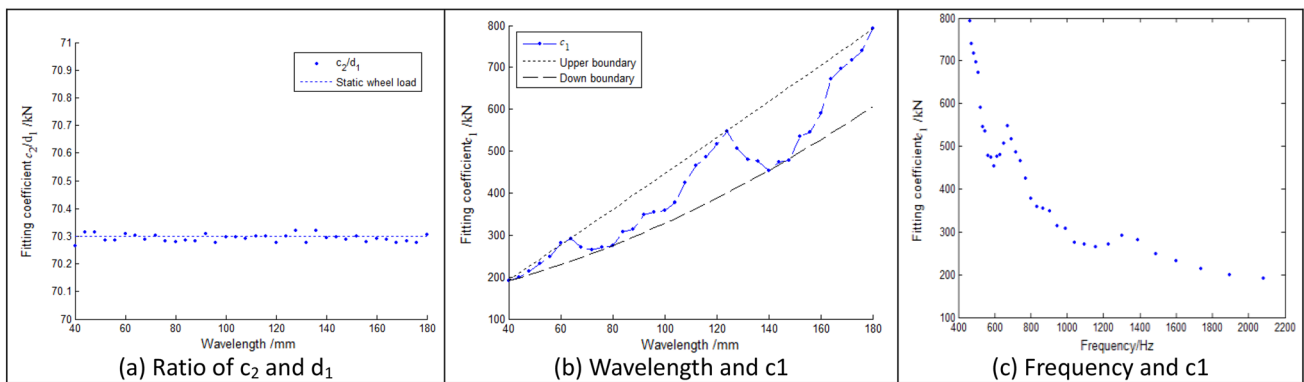 71
70.9
70.8
70.7
70.6
70.5
70.4
70.3
70.2
70.1
70
40 60 80 100 120 140 160 180
Fitting coefficient c₂/d₁ /kN
Wavelength /mm
c₂/d₁
Static wheel load
(a) Ratio of c₂ and d₁
800
700
600
500
400
300
200
100
40 60 80 100 120 140 160 180
Fitting coefficient c₁ /kN
Wavelength /mm
c₁
Upper boundary
Down boundary
(b) Wavelength and c1
800
700
600
500
400
300
200
100
400 600 800 1000 1200 1400 1600 1800 2000 2200
Fitting coefficient c₁ /kN
Frequency/Hz
(c) Frequency and c1